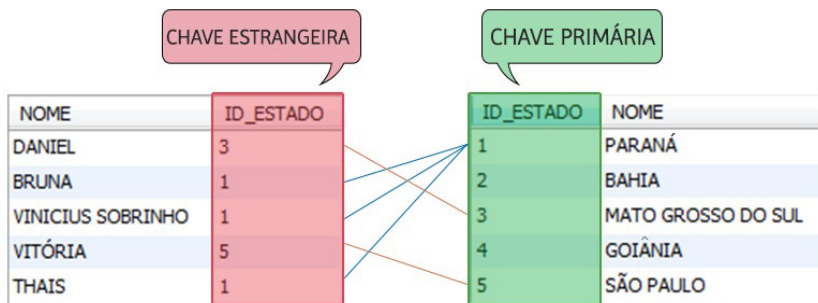 CHAVE ESTRANGEIRA CHAVE PRIMÁRIA
NOME ID_ESTADO ID_ESTADO NOME
DANIEL 3 1 PARANÁ
BRUNA 1 2 BAHIA
VINICIUS SOBRINHO 1 3 MATO GROSSO DO SUL
VITÓRIA 5 4 GOIÂNIA
THAIS 1 5 SÃO PAULO